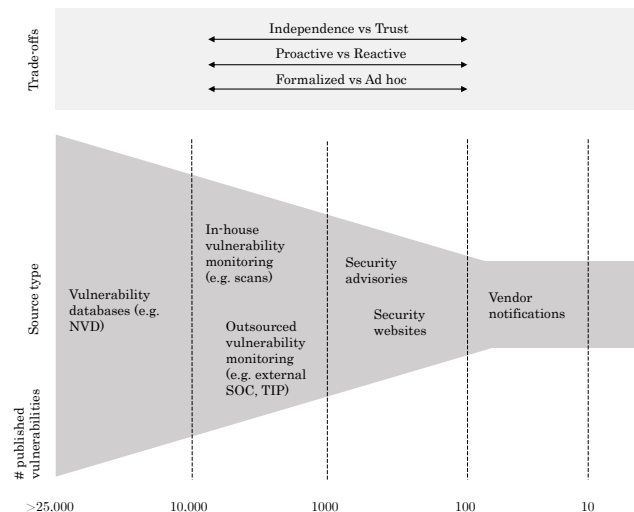 Trade-offs
Independence vs Trust
Proactive vs Reactive
Formalized vs Ad hoc
Source type
Vulnerability
databases (e.g.
NVD)
In-house
vulnerability
monitoring
(e.g. scans)
Outsourced
vulnerability
monitoring
(e.g. external
SOC, TIP)
Security
advisories
Security
websites
Vendor
notifications
# published
vulnerabilities
>25,000
10,000
1000
100
10